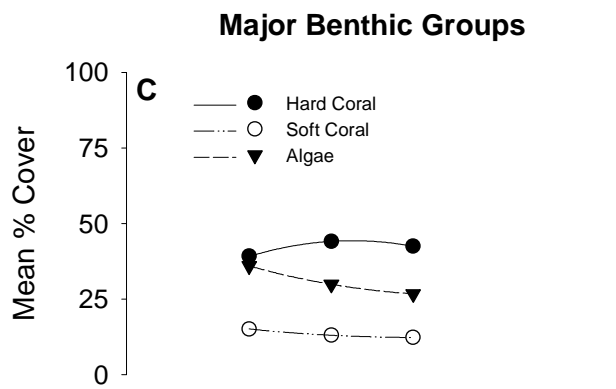 Major Benthic Groups
100
C
Hard Coral
Soft Coral
Algae
75
50
25
0
Mean % Cover